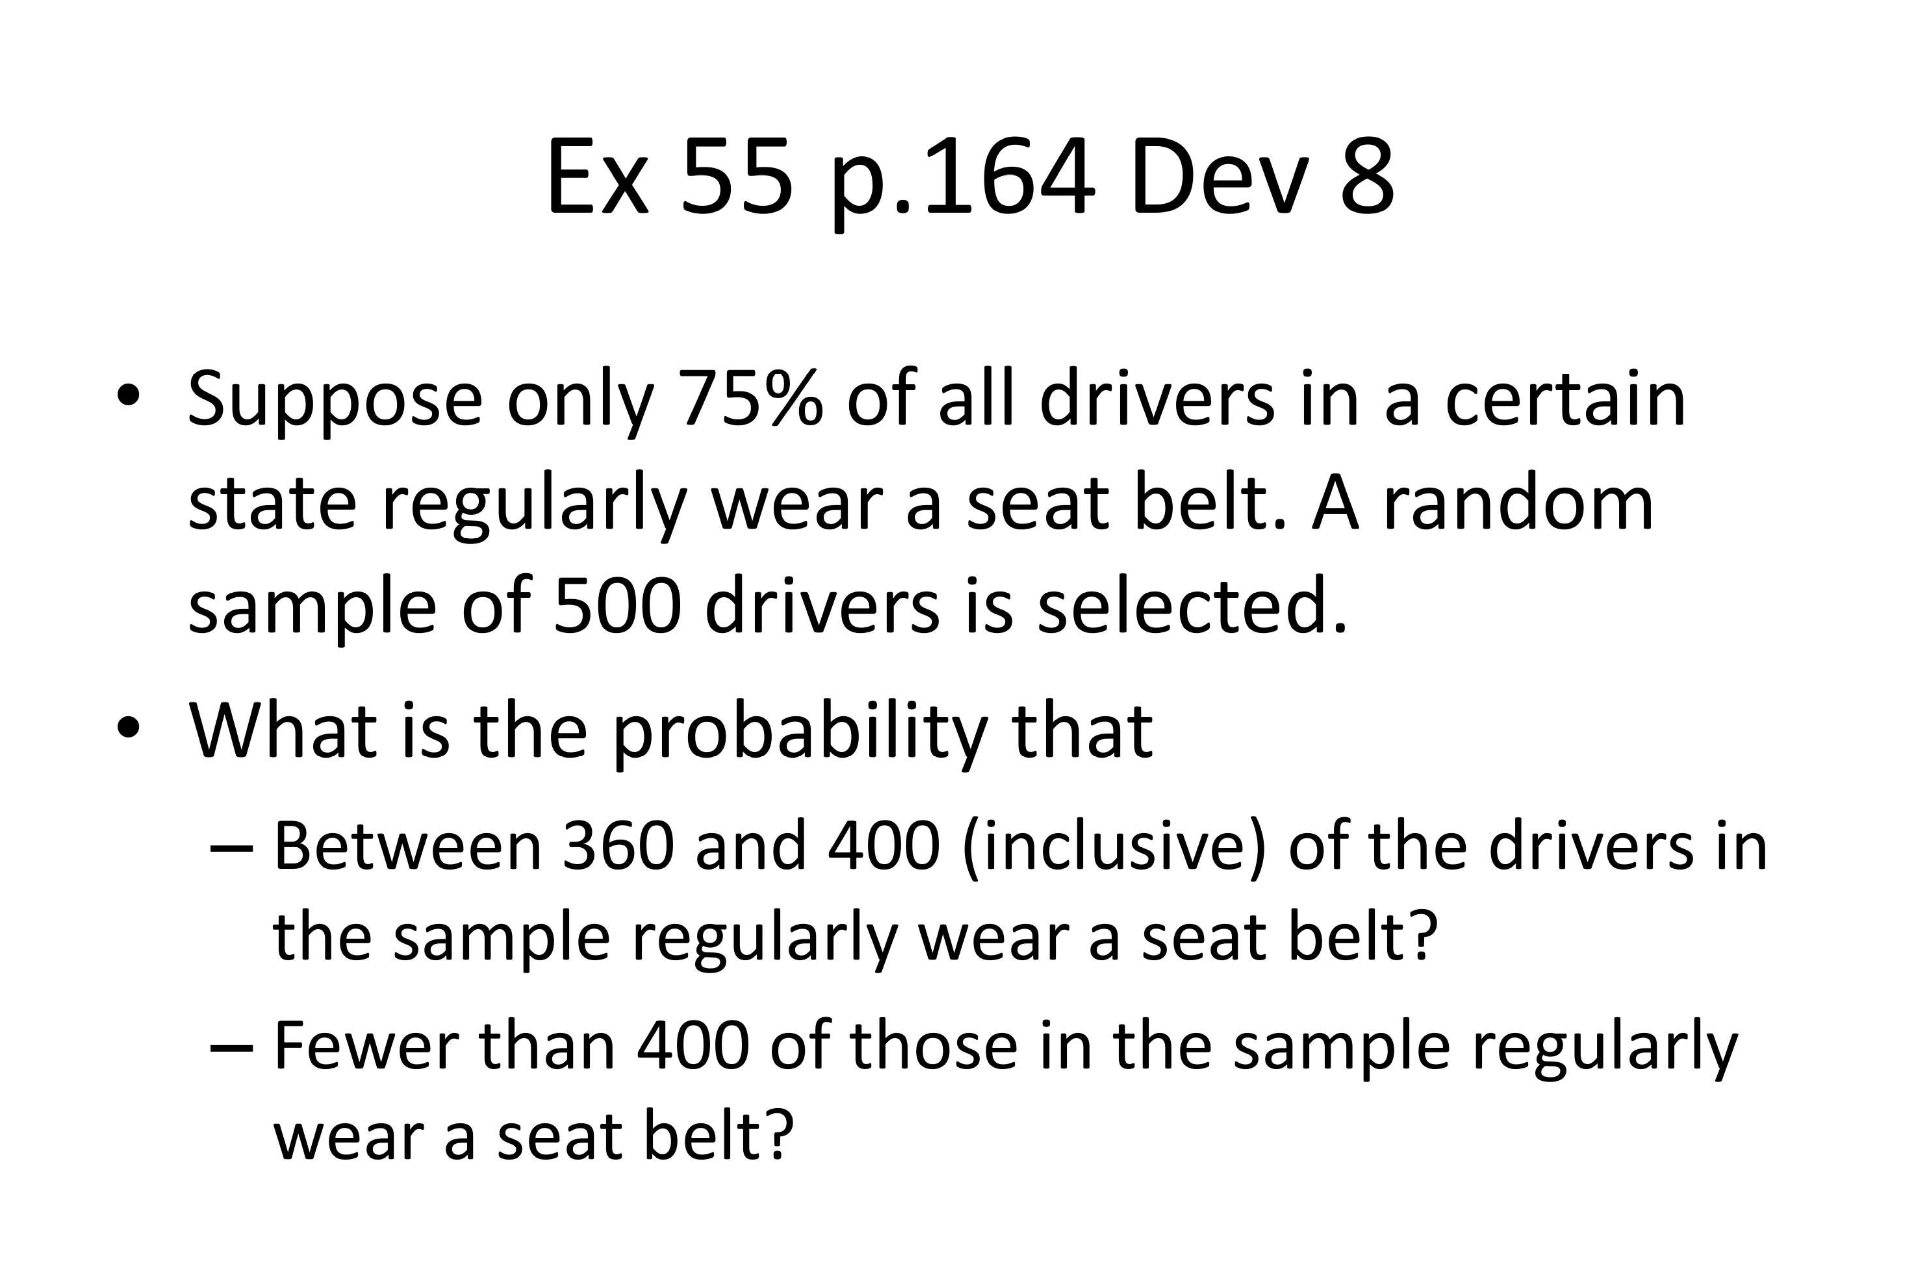 Ex 55 p.164 Dev 8
• Suppose only 75% of all drivers in a certain
state regularly wear a seat belt. A random
sample of 500 drivers is selected.
• What is the probability that
– Between 360 and 400 (inclusive) of the drivers in
the sample regularly wear a seat belt?
– Fewer than 400 of those in the sample regularly
wear a seat belt?